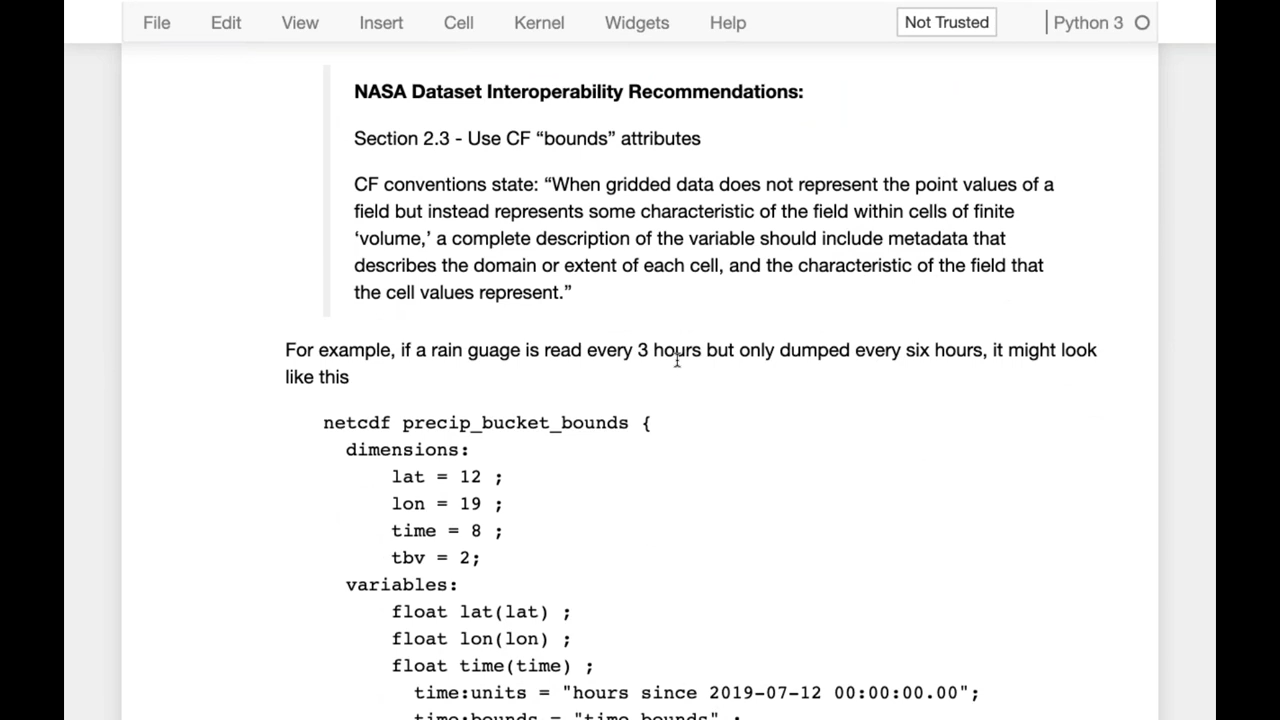 File Edit View Insert Cell Kernel Widgets Help Not Trusted Python 3
NASA Dataset Interoperability Recommendations:
Section 2.3 - Use CF “bounds” attributes
CF conventions state: “When gridded data does not represent the point values of a
field but instead represents some characteristic of the field within cells of finite
‘volume,’ a complete description of the variable should include metadata that
describes the domain or extent of each cell, and the characteristic of the field that
the cell values represent.”
For example, if a rain guage is read every 3 hours but only dumped every six hours, it might look
like this
netcdf precip_bucket_bounds {
dimensions:
lat = 12 ;
lon = 19 ;
time = 8 ;
tbv = 2;
variables:
float lat(lat) ;
float lon(lon) ;
float time(time) ;
time:units = "hours since 2019-07-12 00:00:00.00";
time:bounds = "time_bounds" ;